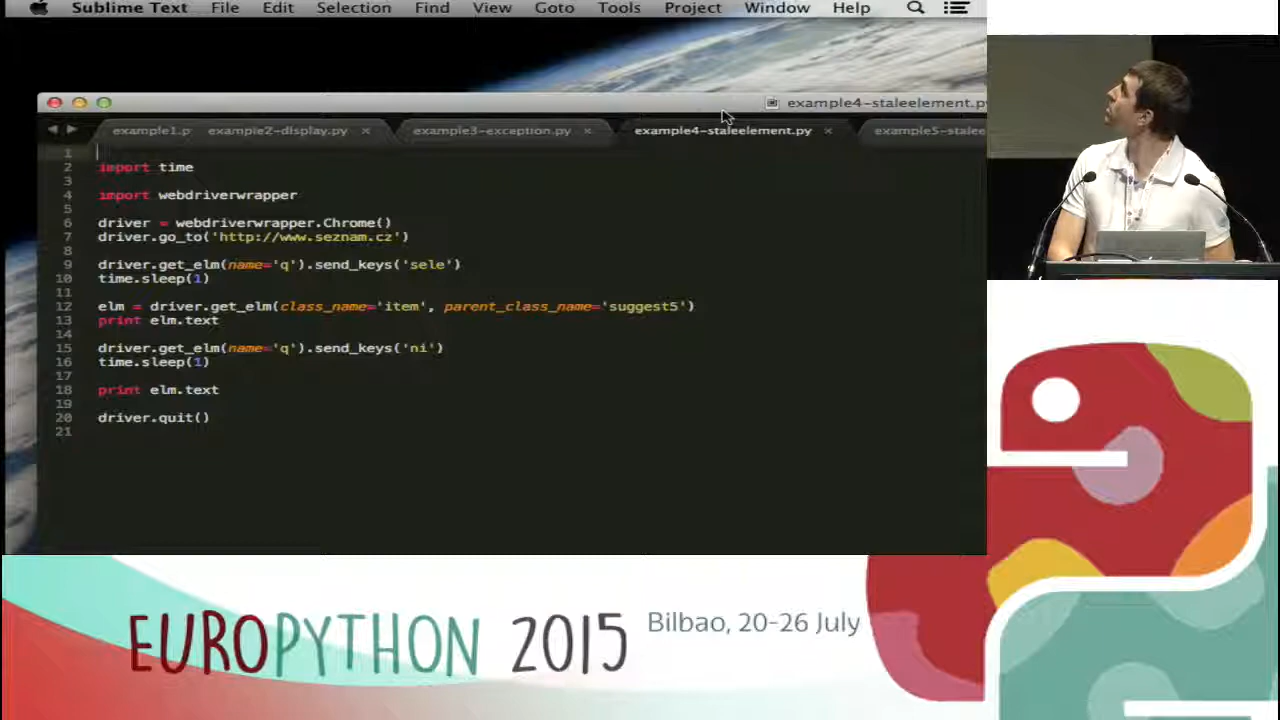 Sublime Text File Edit Selection Find View Goto Tools Project Window Help
example4-staleelement.p
example1.p example2-display.py × example3-exception.py × example4-staleelement.py × example5-stalee
1
2 import time
3
4 import webdriverwrapper
5
6 driver = webdriverwrapper.Chrome()
7 driver.go_to('http://www.seznam.cz')
8
9 driver.get_elm(name='q').send_keys('sele')
10 time.sleep(1)
11
12 elm = driver.get_elm(class_name='item', parent_class_name='suggest5')
13 print elm.text
14
15 driver.get_elm(name='q').send_keys('ni')
16 time.sleep(1)
17
18 print elm.text
19
20 driver.quit()
21
EUROPYTHON 2015 Bilbao, 20-26 July